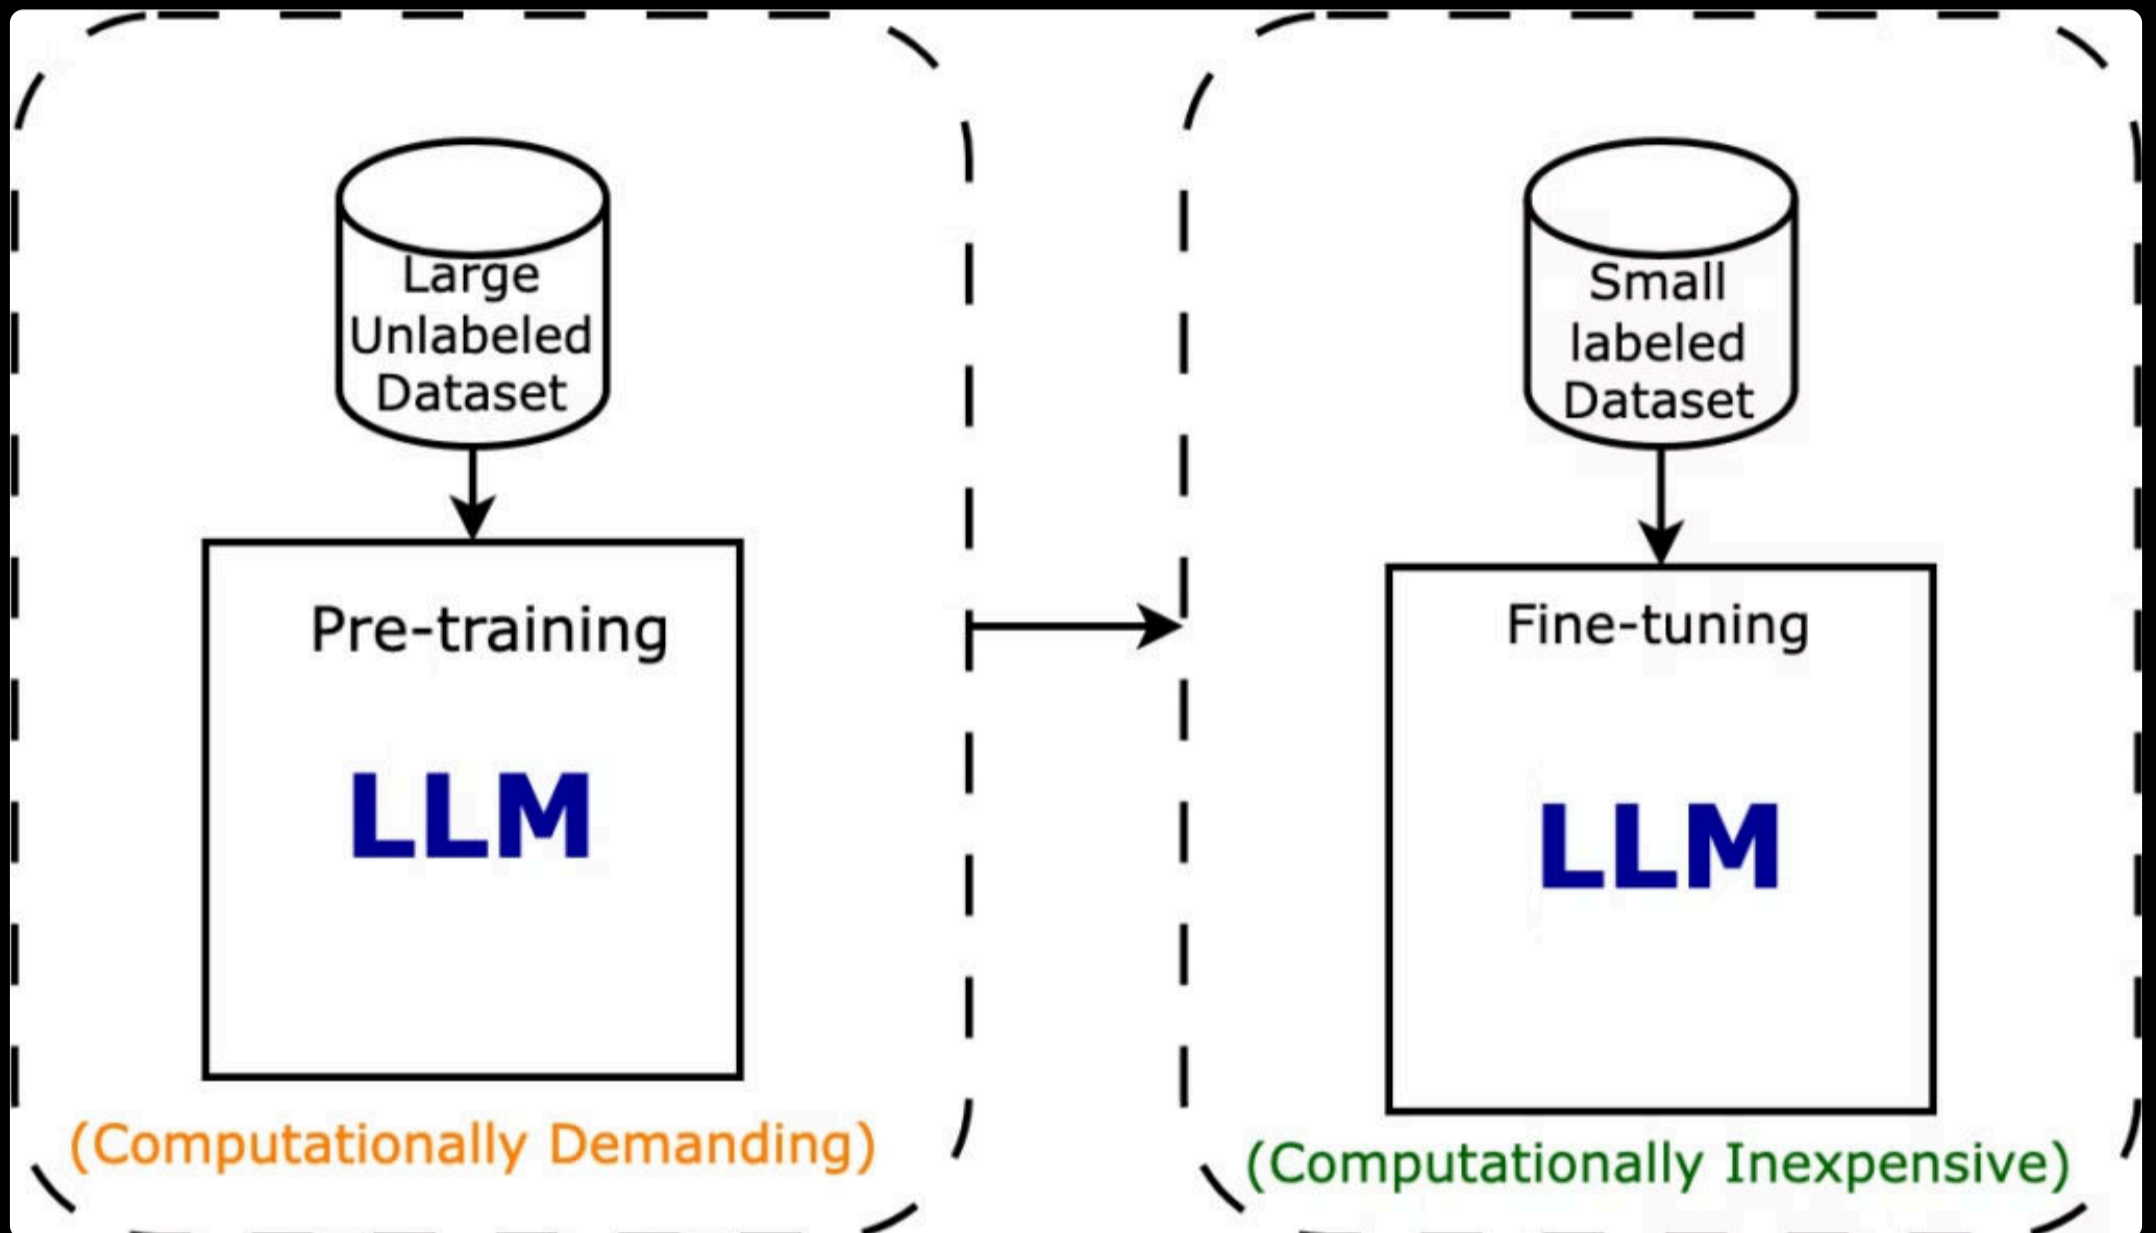 Large
Unlabeled
Dataset
Pre-training
LLM
(Computationally Demanding)
Small
labeled
Dataset
Fine-tuning
LLM
(Computationally Inexpensive)